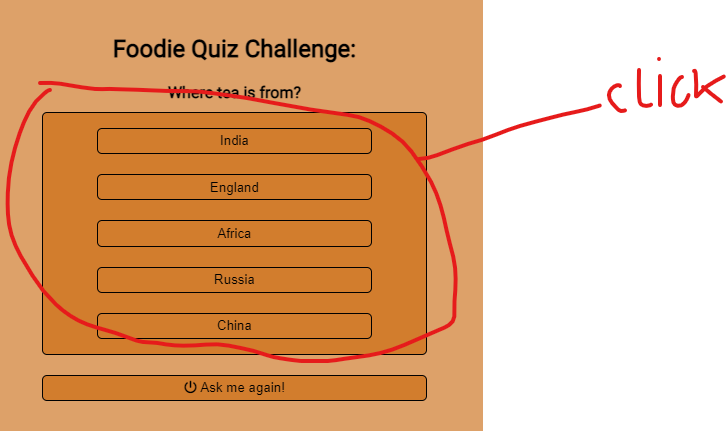 Foodie Quiz Challenge:
Where tea is from?
click
India
England
Africa
Russia
China
Ask me again!